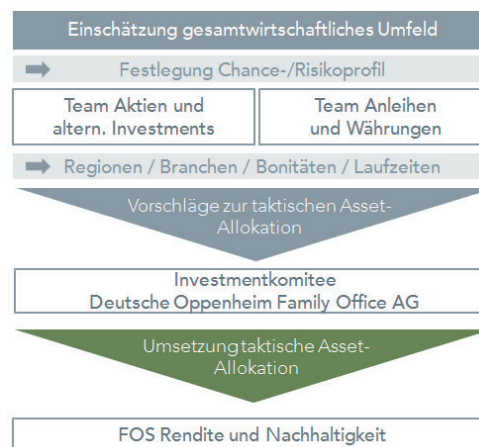 Einschätzung gesamtwirtschaftliches Umfeld
Festlegung Chance-/Risikoprofil
Team Aktien und
altern. Investments
Team Anleihen
und Währungen
Regionen / Branchen / Bonitäten / Laufzeiten
Vorschläge zur taktischen Asset-
Allokation
Investmentkomitee
Deutsche Oppenheim Family Office AG
Umsetzung taktische Asset-
Allokation
FOS Rendite und Nachhaltigkeit